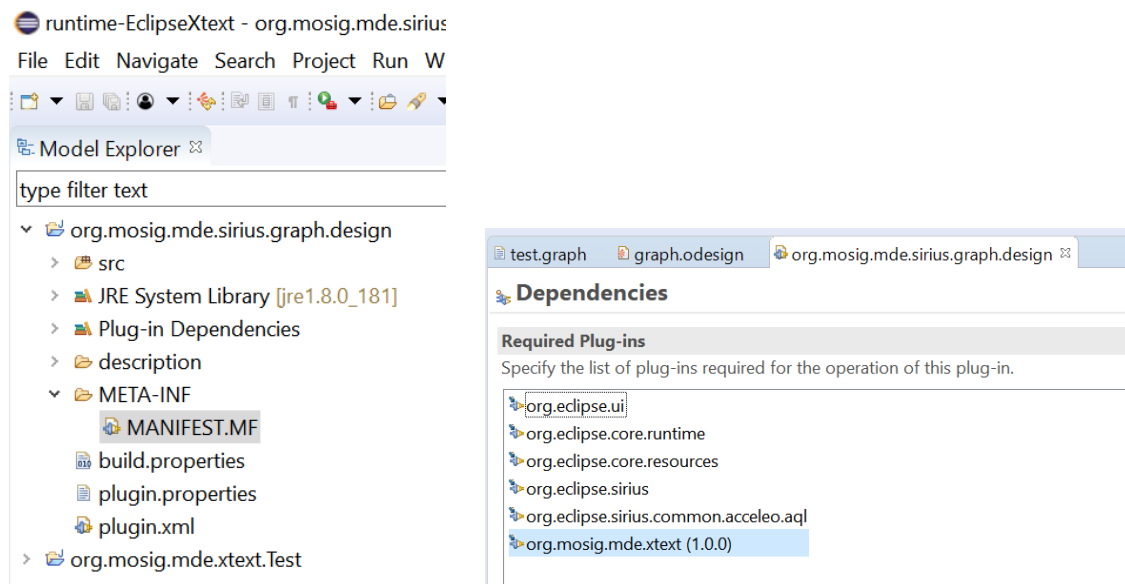 runtime-EclipseXtext - org.mosig.mde.sirius
File Edit Navigate Search Project Run W
Model Explorer
type filter text
org.mosig.mde.sirius.graph.design
src
JRE System Library [jre1.8.0_181]
Plug-in Dependencies
description
META-INF
MANIFEST.MF
build.properties
plugin.properties
plugin.xml
org.mosig.mde.xtext.Test
test.graph graph.odesign org.mosig.mde.sirius.graph.design
Dependencies
Required Plug-ins
Specify the list of plug-ins required for the operation of this plug-in.
org.eclipse.ui
org.eclipse.core.runtime
org.eclipse.core.resources
org.eclipse.sirius
org.eclipse.sirius.common.acceleo.aql
org.mosig.mde.xtext (1.0.0)